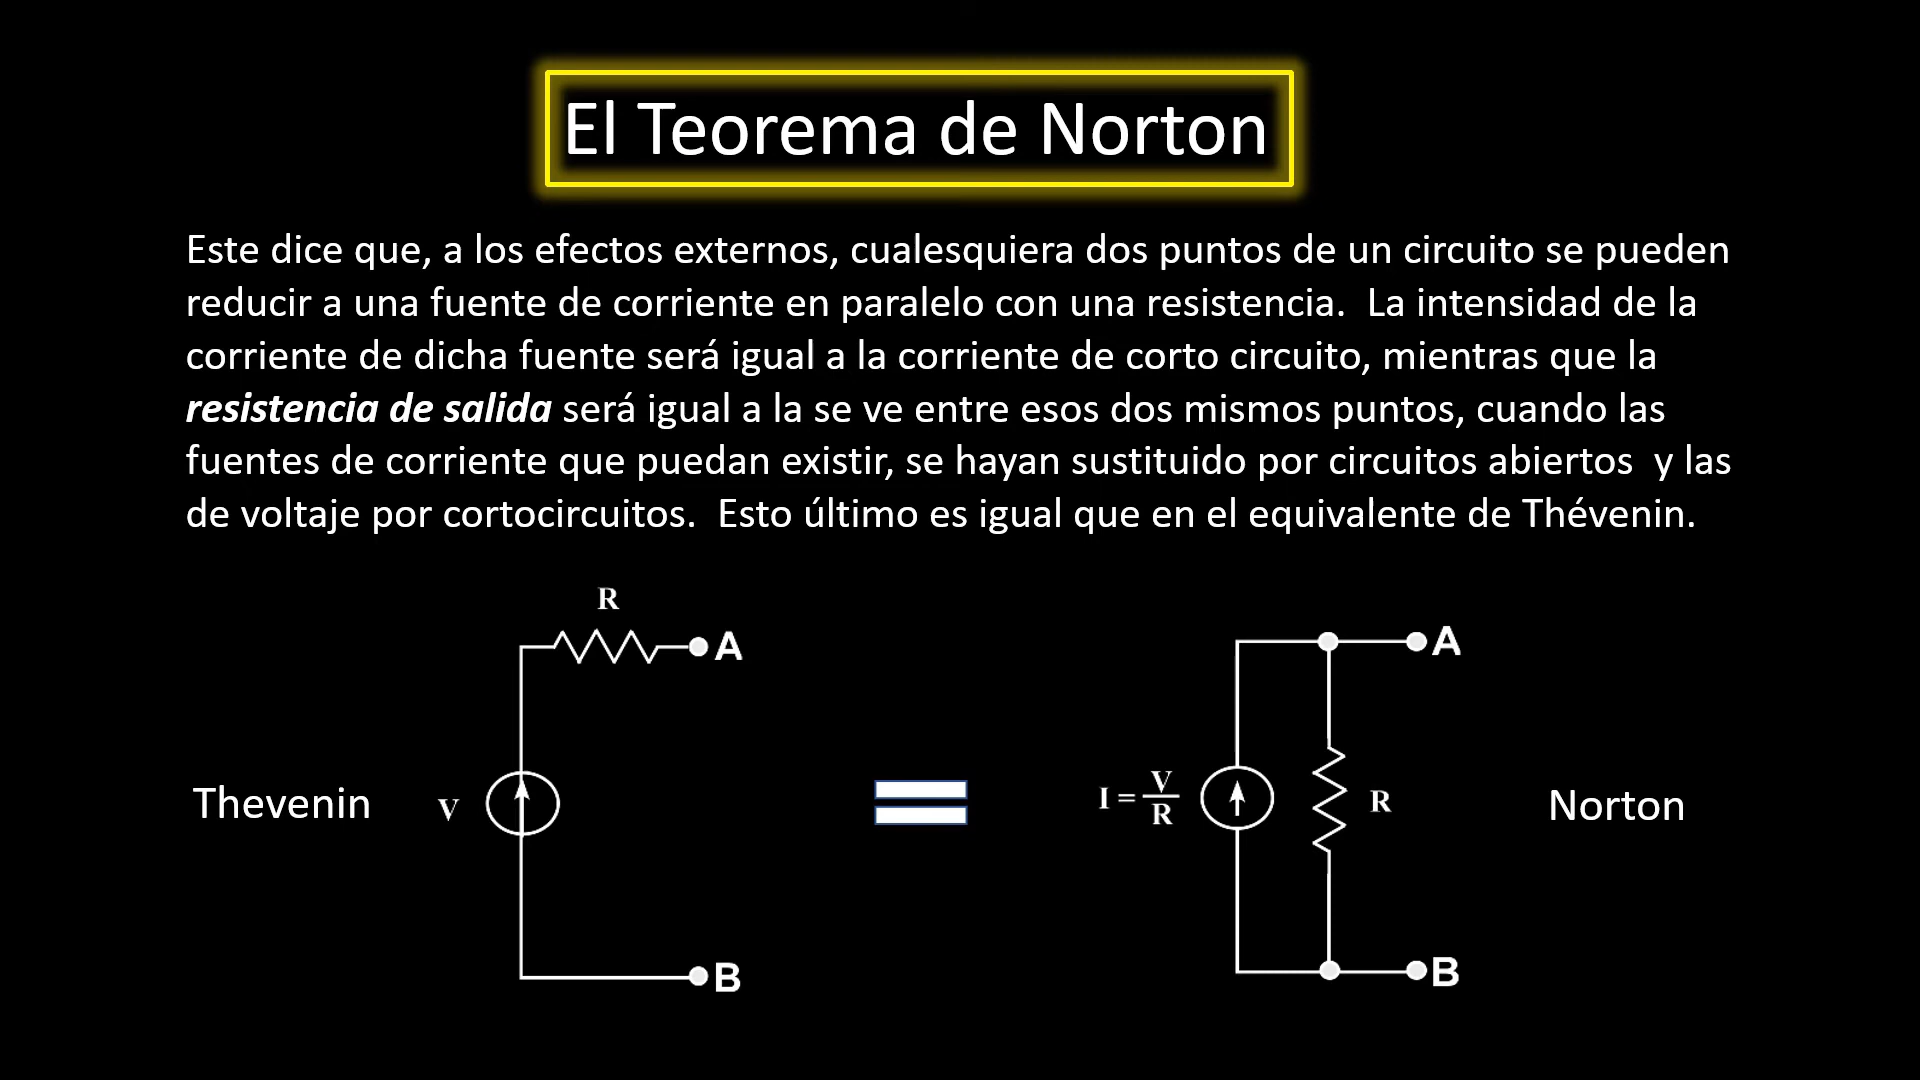 El Teorema de Norton
Este dice que, a los efectos externos, cualesquiera dos puntos de un circuito se pueden
reducir a una fuente de corriente en paralelo con una resistencia.  La intensidad de la
corriente de dicha fuente será igual a la corriente de corto circuito, mientras que la
resistencia de salida será igual a la se ve entre esos dos mismos puntos, cuando las
fuentes de corriente que puedan existir, se hayan sustituido por circuitos abiertos  y las
de voltaje por cortocircuitos.  Esto último es igual que en el equivalente de Thévenin.
R
A
Thevenin
V
B
A
I = V/R
R
Norton
B